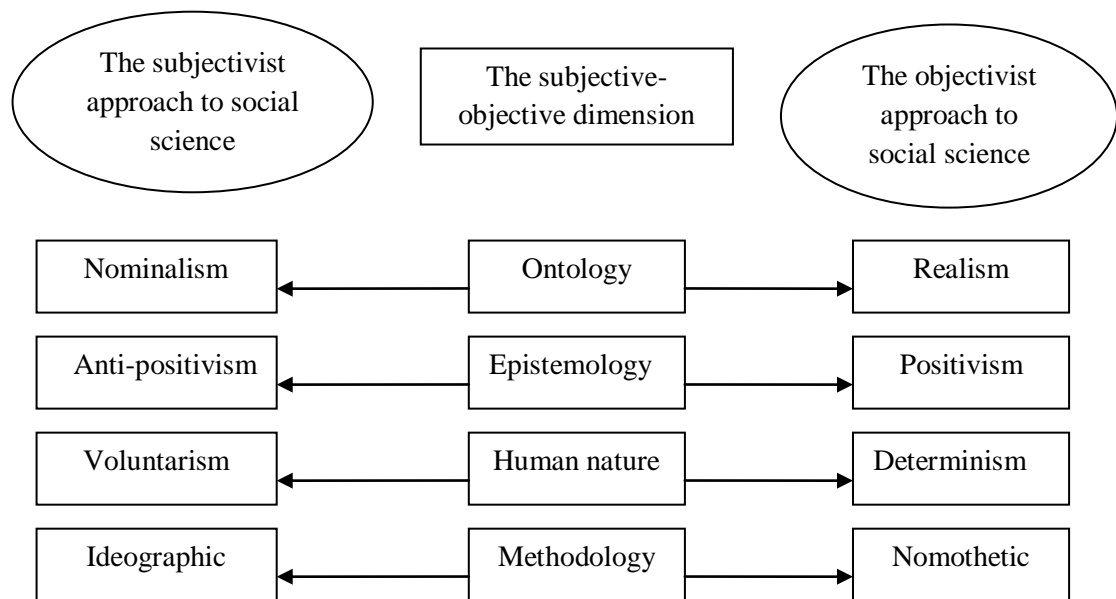 The subjectivist
approach to social
science
The subjective-
objective dimension
The objectivist
approach to
social science
Nominalism
Ontology
Realism
Anti-positivism
Epistemology
Positivism
Voluntarism
Human nature
Determinism
Ideographic
Methodology
Nomothetic